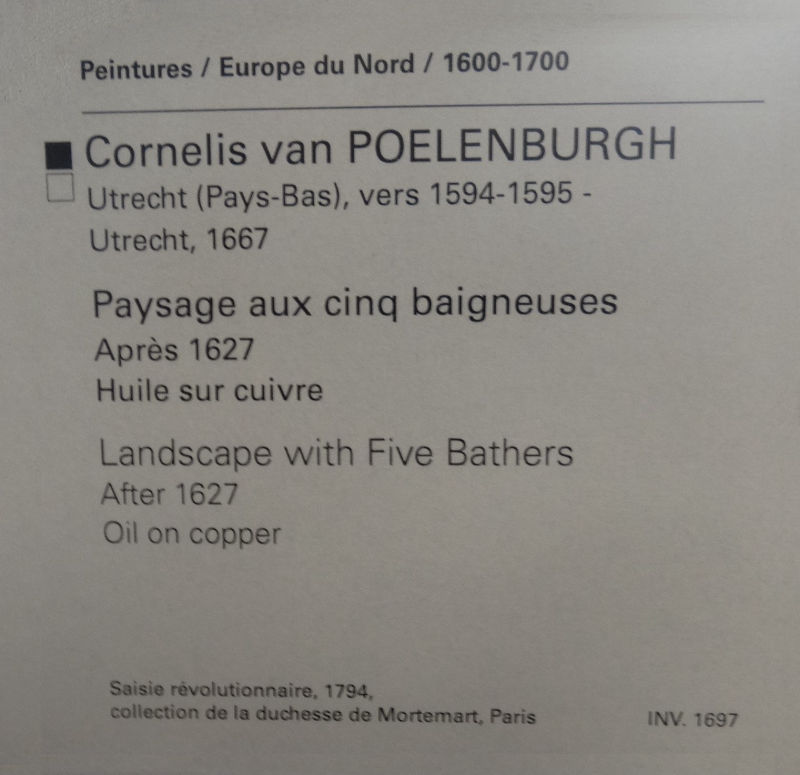 Peintures / Europe du Nord / 1600-1700
Cornelis van POELENBURGH
Utrecht (Pays-Bas), vers 1594-1595 -
Utrecht, 1667
Paysage aux cinq baigneuses
Après 1627
Huile sur cuivre
Landscape with Five Bathers
After 1627
Oil on copper
Saisie révolutionnaire, 1794,
collection de la duchesse de Mortemart, Paris
INV. 1697